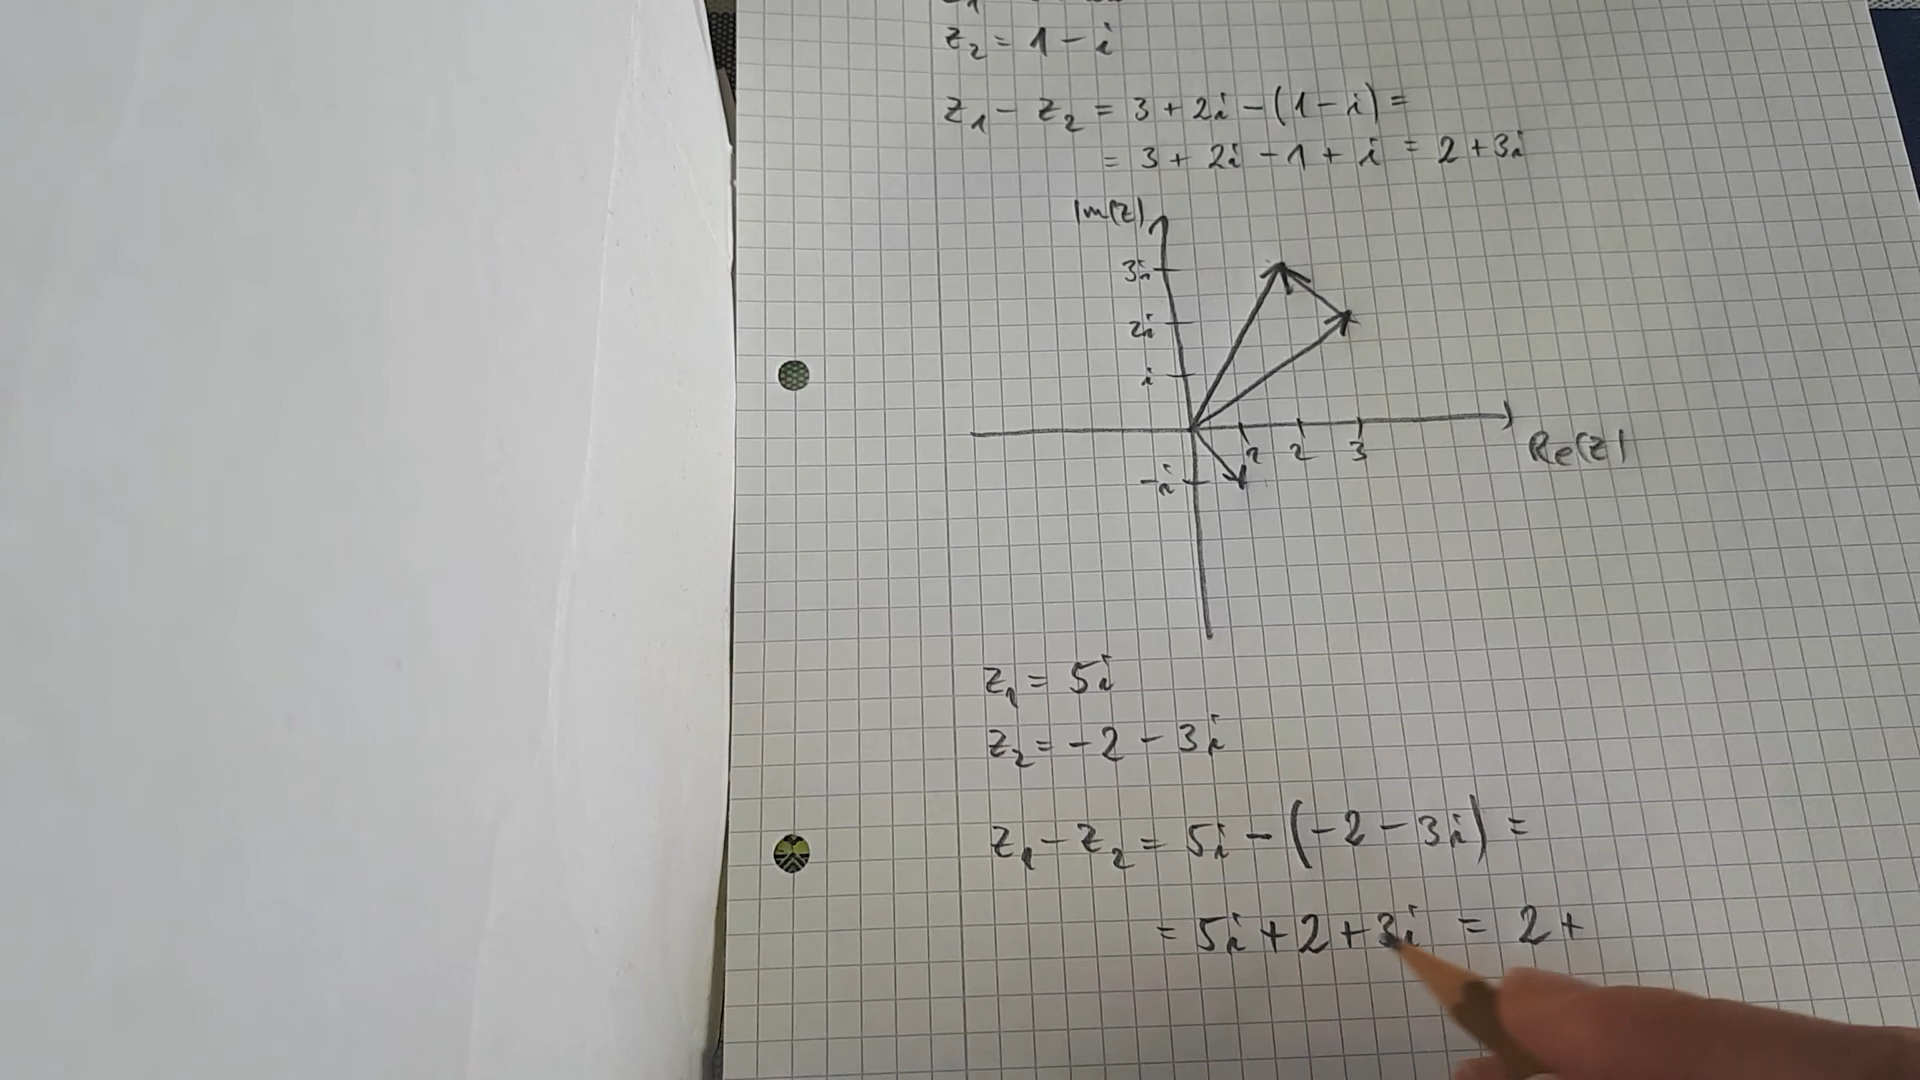 z₂ = 1 - i
z₁ - z₂ = 3 + 2i - (1 - i) =
= 3 + 2i - 1 + i = 2 + 3i
Im(z)
3i
2i
i
2 3
Re(z)
-i
z₁ = 5i
z₂ = -2 - 3i
z₁ - z₂ = 5i - (-2 - 3i) =
= 5i + 2 + 3i = 2 +